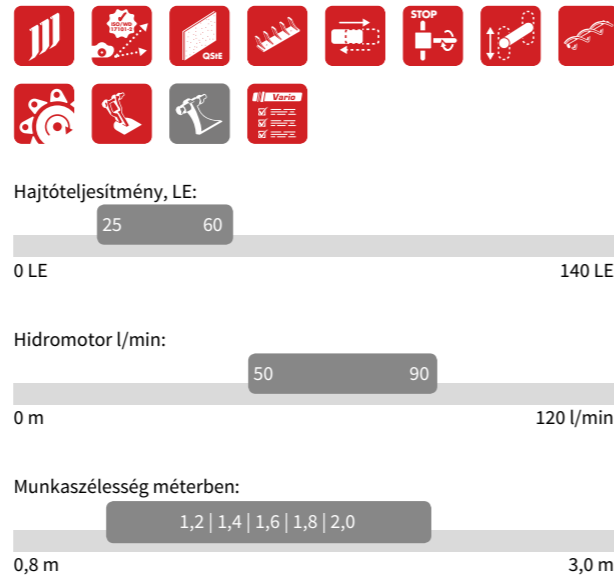 ISO/WD
17101-2
QStE
STOP
Vario
Hajtóteljesítmény, LE:
25 60
0 LE 140 LE
Hidromotor l/min:
50 90
0 m 120 l/min
Munkaszélesség méterben:
1,2 | 1,4 | 1,6 | 1,8 | 2,0
0,8 m 3,0 m